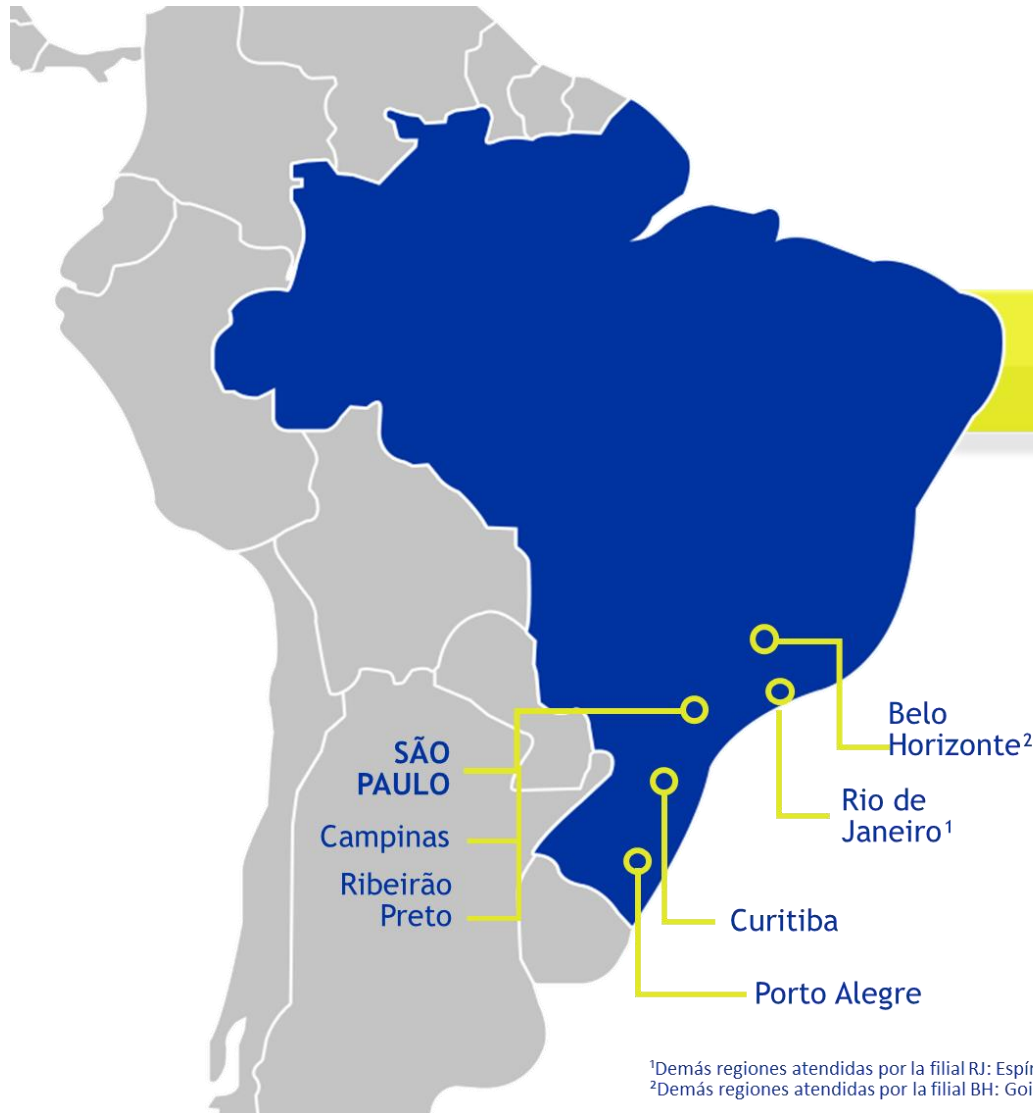 SÃO
PAULO
Campinas
Ribeirão
Preto
Belo
Horizonte²
Rio de
Janeiro¹
Curitiba
Porto Alegre
¹Demás regiones atendidas por la filial RJ:
²Demás regiones atendidas por la filial BH: